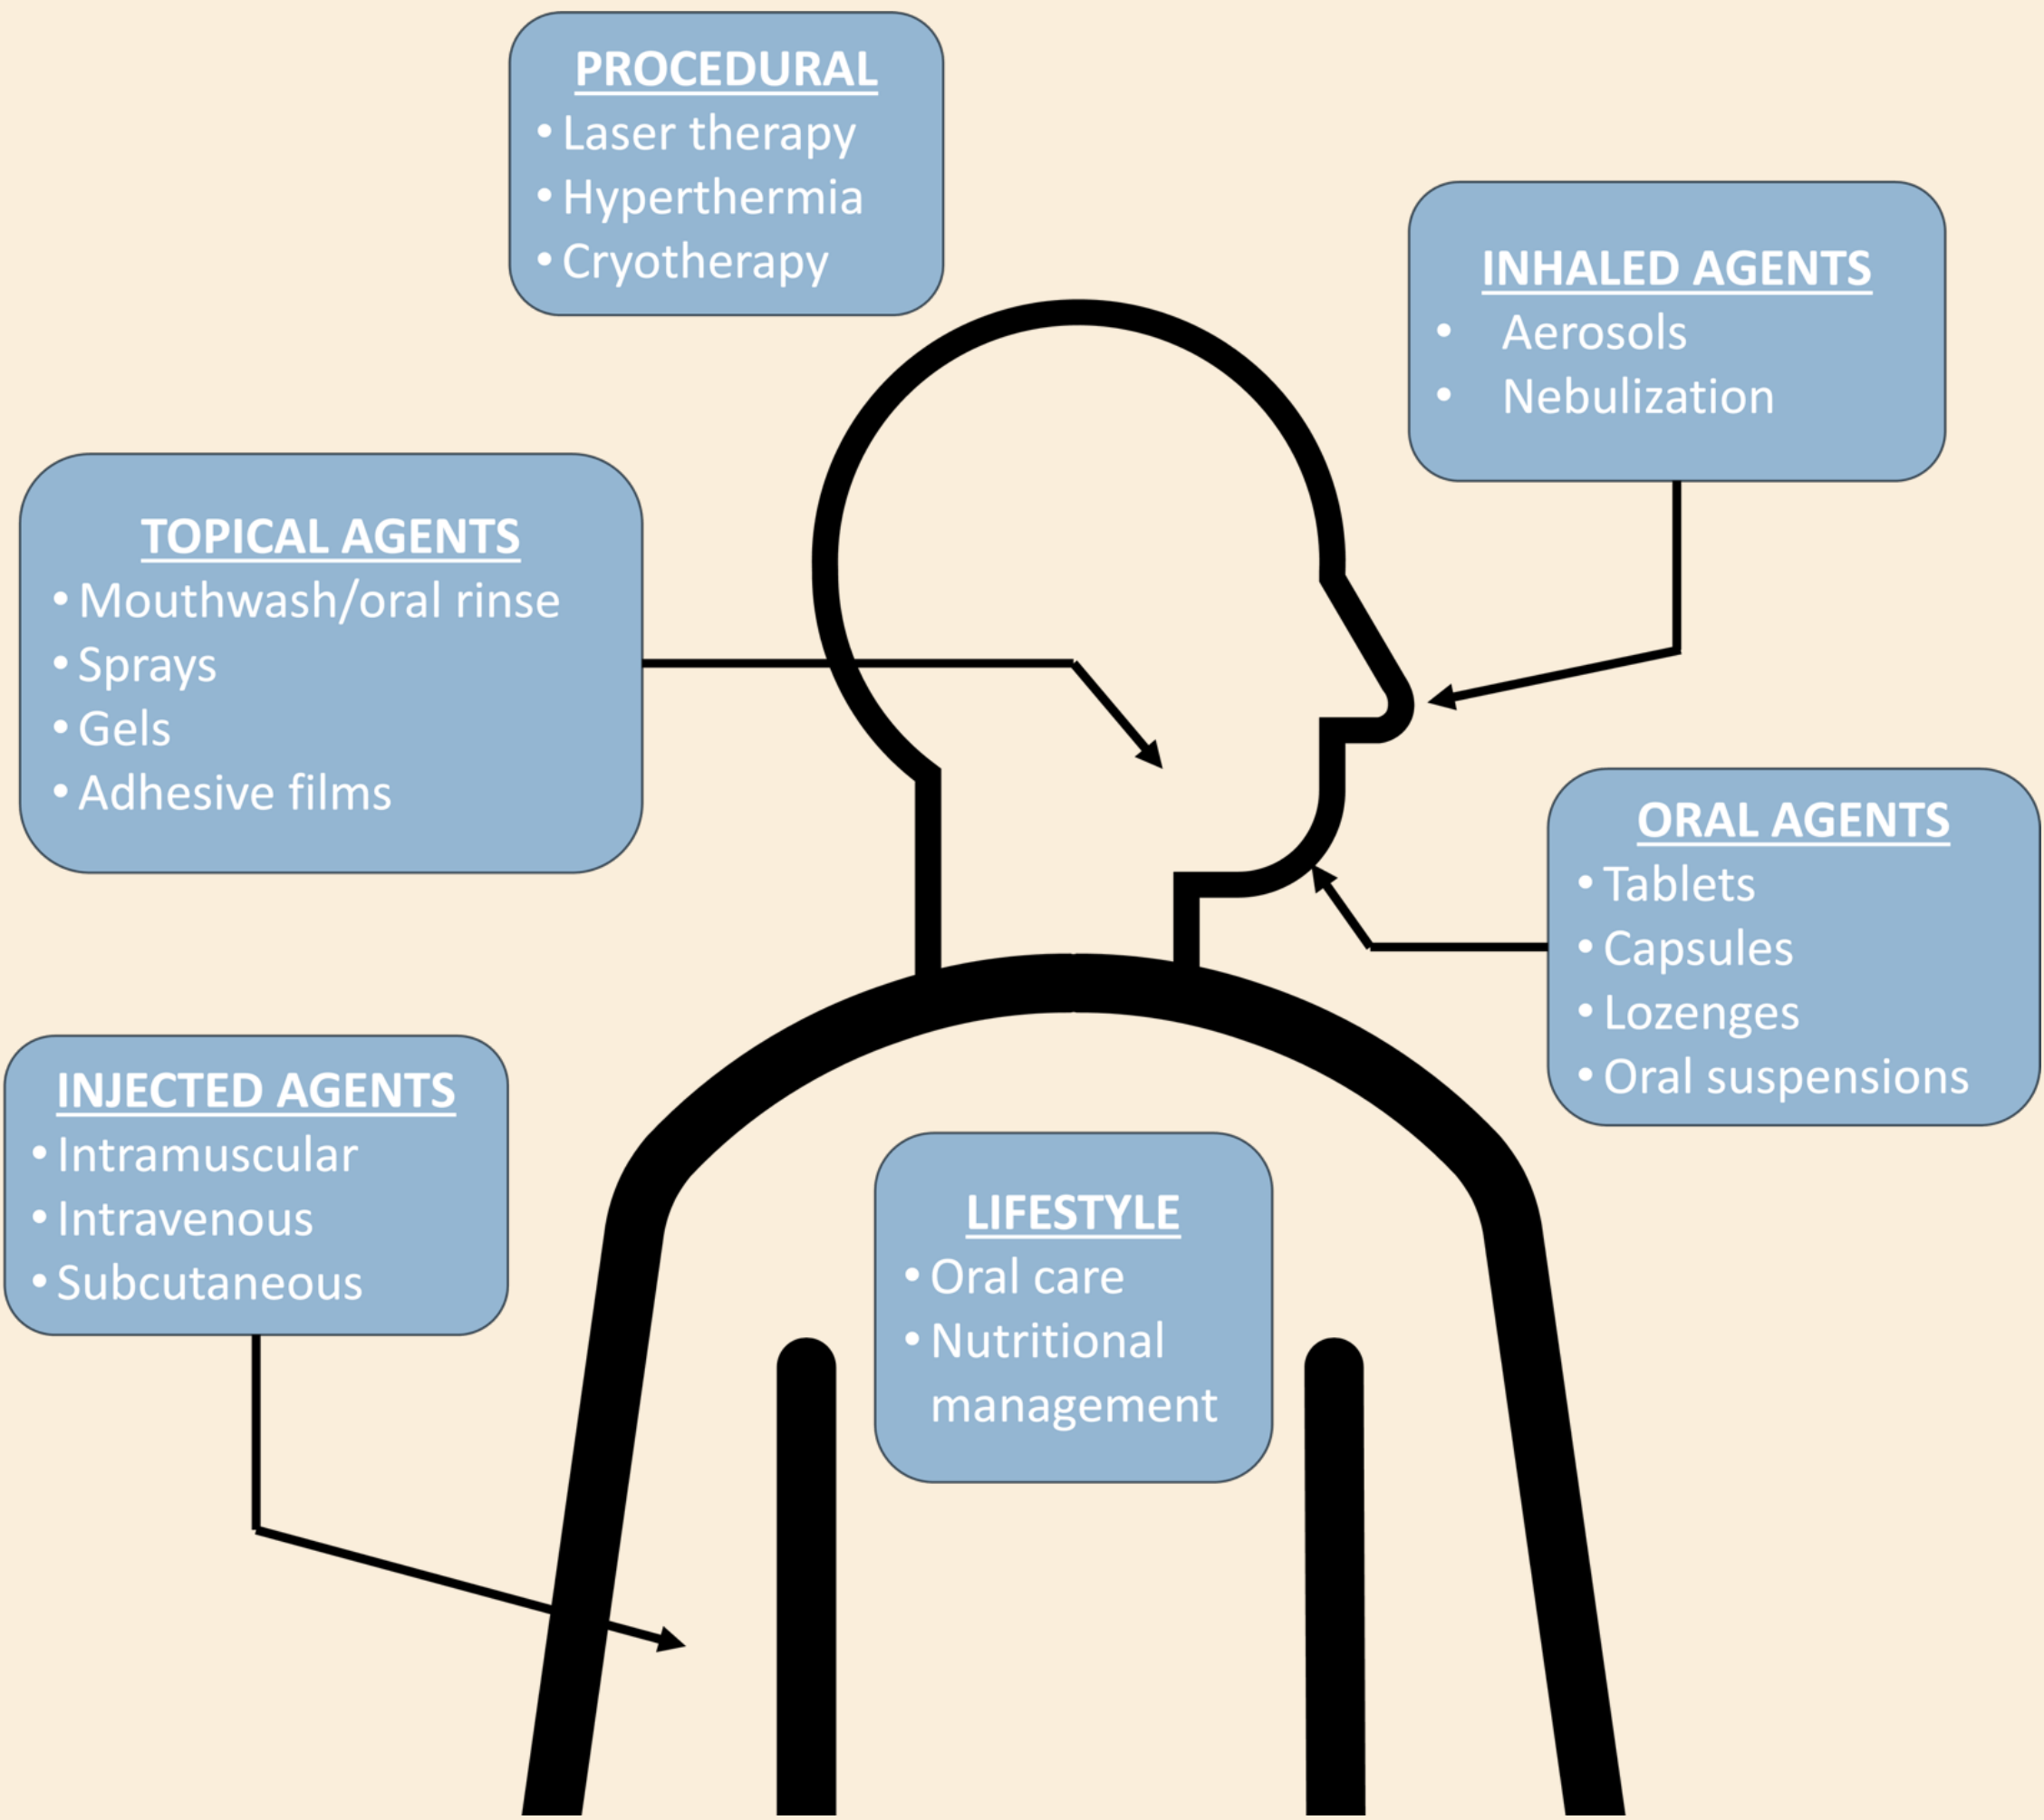 PROCEDURAL
• Laser therapy
• Hyperthermia
• Cryotherapy
INHALED AGENTS
• Aerosols
• Nebulization
TOPICAL AGENTS
• Mouthwash/oral rinse
• Sprays
• Gels
• Adhesive films
ORAL AGENTS
• Tablets
• Capsules
• Lozenges
• Oral suspensions
INJECTED AGENTS
• Intramuscular
• Intravenous
• Subcutaneous
LIFESTYLE
• Oral care
• Nutritional
management